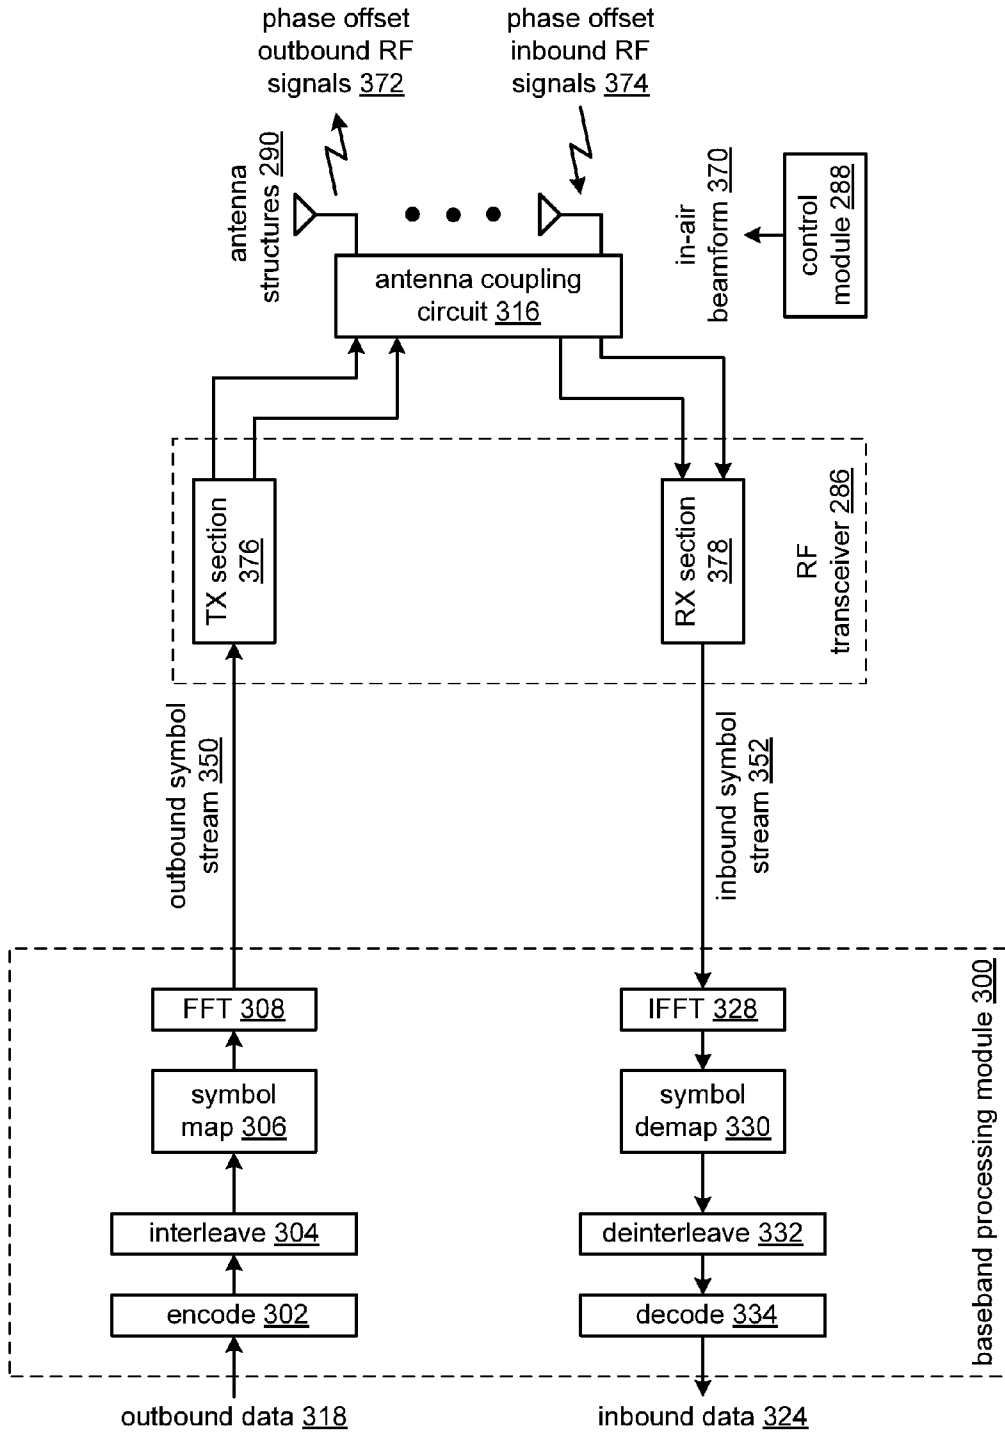 phase offset
outbound RF
signals 372
phase offset
inbound RF
signals 374
antenna
structures 290
in-air
beamform 370
control
module 288
antenna coupling
circuit 316
TX section
376
RX section
378
RF
transceiver 286
outbound symbol
stream 350
inbound symbol
stream 352
FFT 308
IFFT 328
symbol
map 306
symbol
demap 330
interleave 304
deinterleave 332
encode 302
decode 334
baseband processing module 300
outbound data 318
inbound data 324